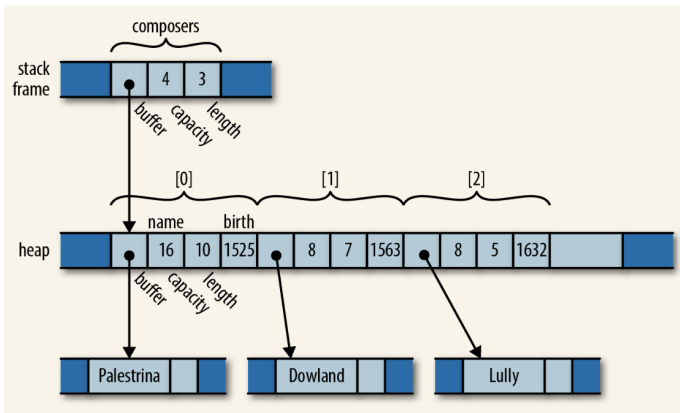 composers
stack
frame
4 3
buffer
capacity
length
[0] [1] [2]
name birth
heap
16 10 1525 8 7 1563 8 5 1632
buffer
capacity
length
Palestrina Dowland Lully